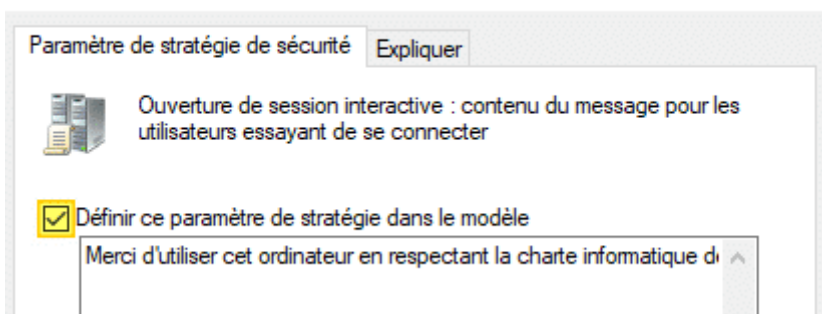 Paramètre de stratégie de sécurité Expliquer
Ouverture de session interactive : contenu du message pour les
utilisateurs essayant de se connecter
Définir ce paramètre de stratégie dans le modèle
Merci d'utiliser cet ordinateur en respectant la charte informatique